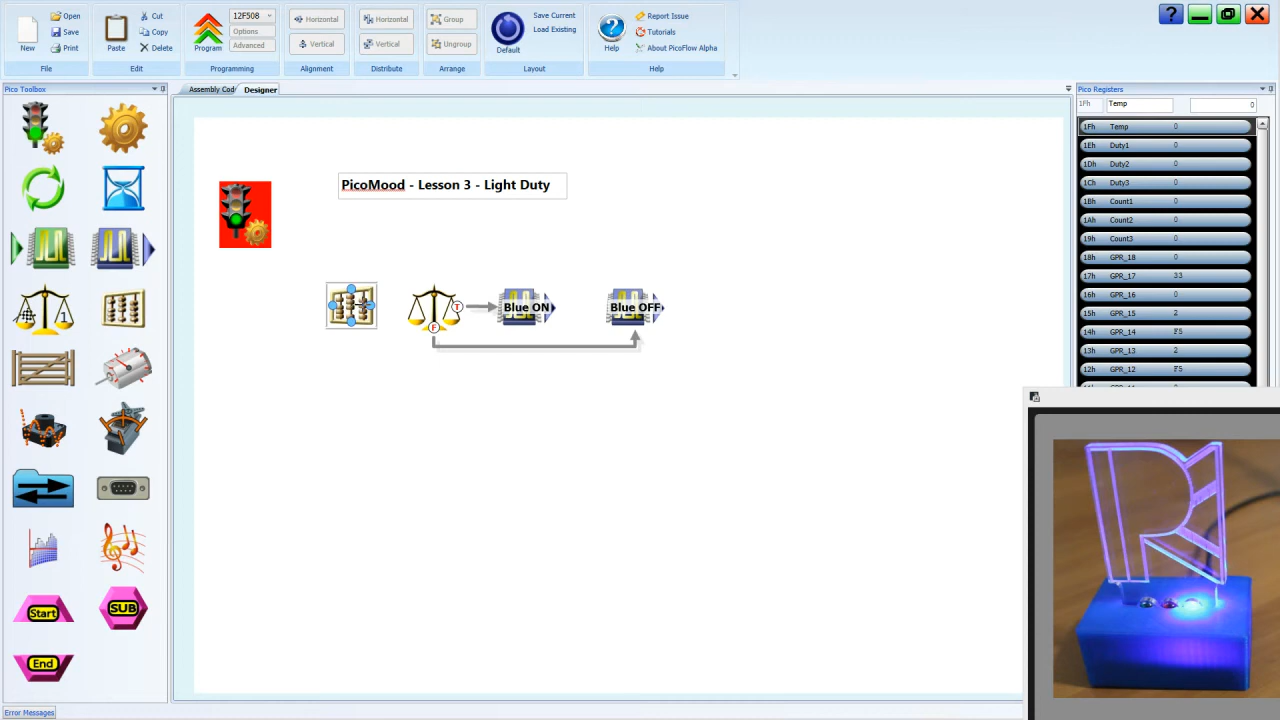 New
Open
Save
Print
File
Paste
Cut
Copy
Delete
Edit
Program
12F508
Options
Advanced
Programming
Horizontal
Vertical
Alignment
Horizontal
Vertical
Distribute
Group
Ungroup
Arrange
Default
Save Current
Load Existing
Layout
Help
Report Issue
Tutorials
About PicoFlow Alpha
Help
?
Pico Toolbox
Assembly Cod
Designer
Pico Registers
1Fh Temp 0
1Fh Temp 0
1Eh Duty1 0
1Dh Duty2 0
1Ch Duty3 0
1Bh Count1 0
1Ah Count2 0
19h Count3 0
18h GPR_18 0
17h GPR_17 33
16h GPR_16 0
15h GPR_15 2
14h GPR_14 F5
13h GPR_13 2
12h GPR_12 F5
PicoMood - Lesson 3 - Light Duty
T
F
Blue ON
Blue OFF
1
Start
SUB
End
R
Error Messages